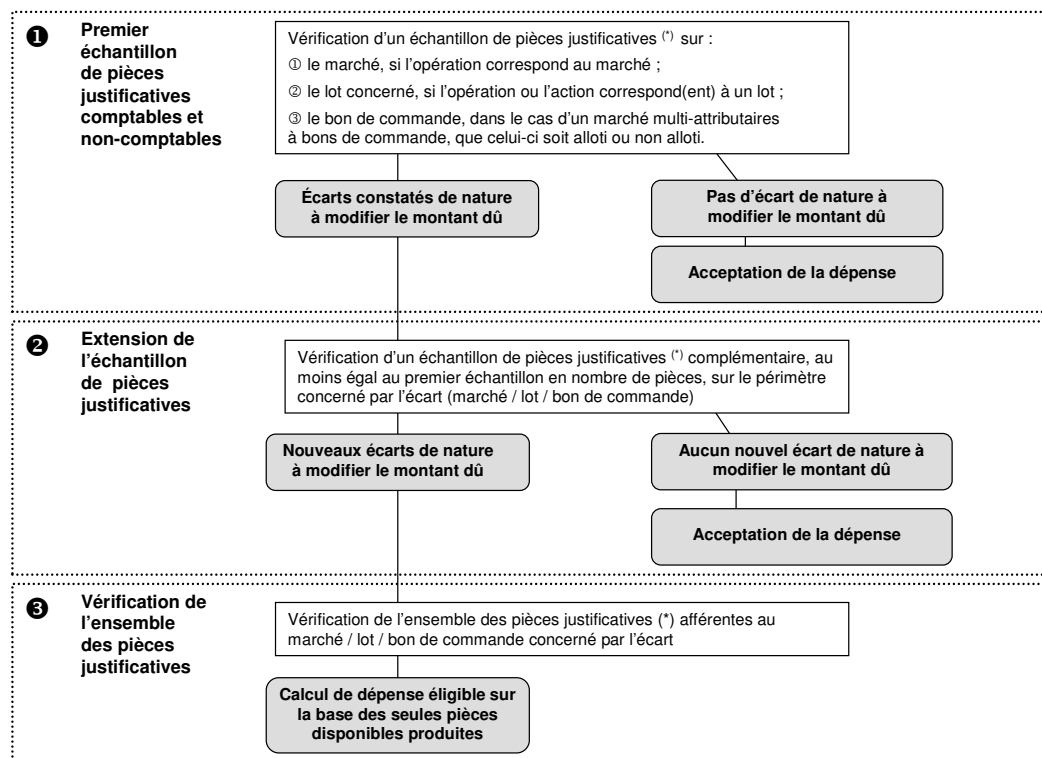 ❶ Premier
échantillon
de pièces
justificatives
comptables et
non-comptables
Vérification d’un échantillon de pièces justificatives (*) sur :
① le marché, si l’opération correspond au marché ;
② le lot concerné, si l’opération ou l’action correspond(ent) à un lot ;
③ le bon de commande, dans le cas d’un marché multi-attributaires
à bons de commande, que celui-ci soit alloti ou non alloti.
Écarts constatés de nature
à modifier le montant dû
Pas d’écart de nature à
modifier le montant dû
Acceptation de la dépense
❷ Extension de
l’échantillon
de pièces
justificatives
Vérification d’un échantillon de pièces justificatives (*) complémentaire, au
moins égal au premier échantillon en nombre de pièces, sur le périmètre
concerné par l’écart (marché / lot / bon de commande)
Nouveaux écarts de nature
à modifier le montant dû
Aucun nouvel écart de nature à
modifier le montant dû
Acceptation de la dépense
❸ Vérification de
l’ensemble
des pièces
justificatives
Vérification de l’ensemble des pièces justificatives (*) afférentes au
marché / lot / bon de commande concerné par l’écart
Calcul de dépense éligible sur
la base des seules pièces
disponibles produites